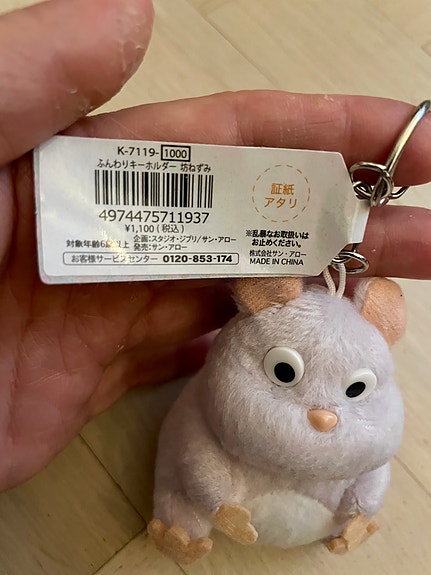 K-7119-1000
ふんわりキーホルダー 坊ねずみ
4974475711937
¥1,100(税込)
対象年齢6歳以上
企画:スタジオ・ジブリ/サン・アロー
発売:サン・アロー
お客様サービスセンター 0120-853-174
証紙
アタリ
※乱暴なお取扱いは
お止めください。
株式会社サン・アロー
MADE IN CHINA